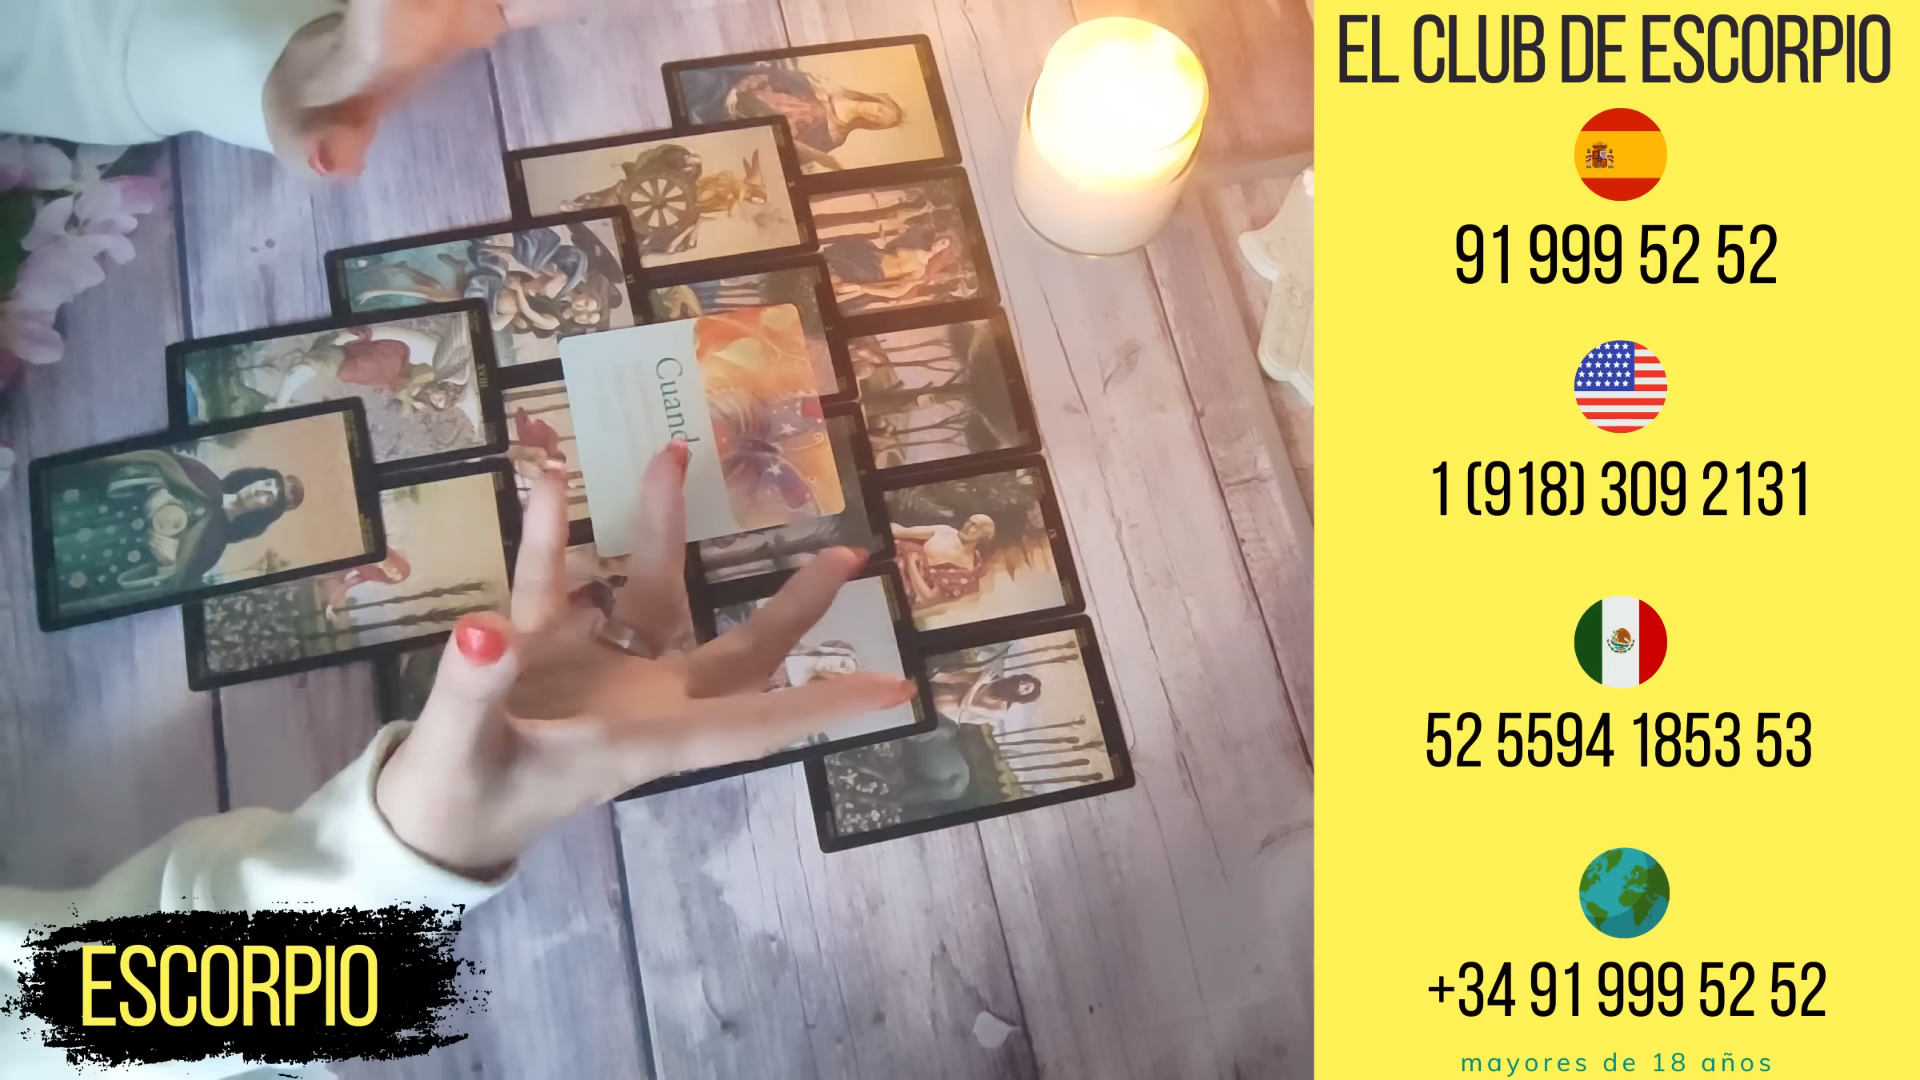 EL CLUB DE ESCORPIO
91 999 52 52
1 (918) 309 2131
52 5594 1853 53
+34 91 999 52 52
mayores de 18 años
ESCORPIO
XVIII